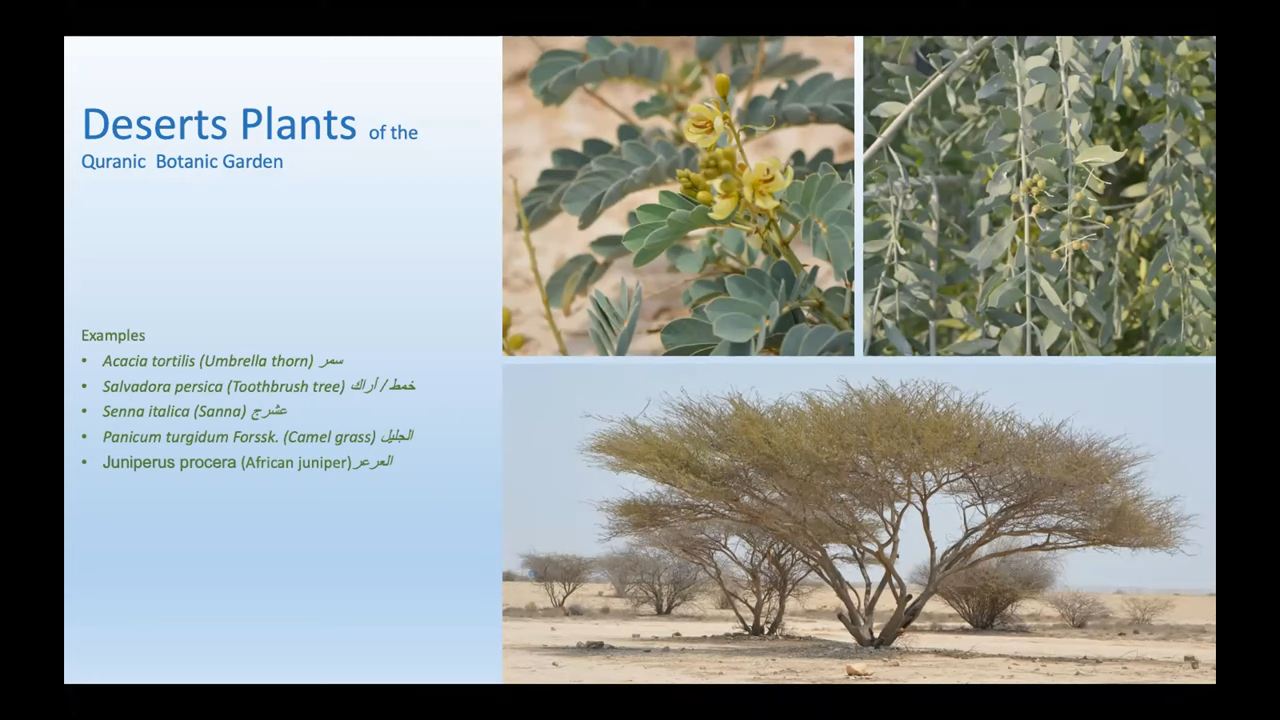 Deserts Plants of the
Quranic Botanic Garden
Examples
• Acacia tortilis (Umbrella thorn) سمر
• Salvadora persica (Toothbrush tree) خمط / أراك
• Senna italica (Sanna) عشرج
• Panicum turgidum Forssk. (Camel grass) الجليل
• Juniperus procera (African juniper) العرعر